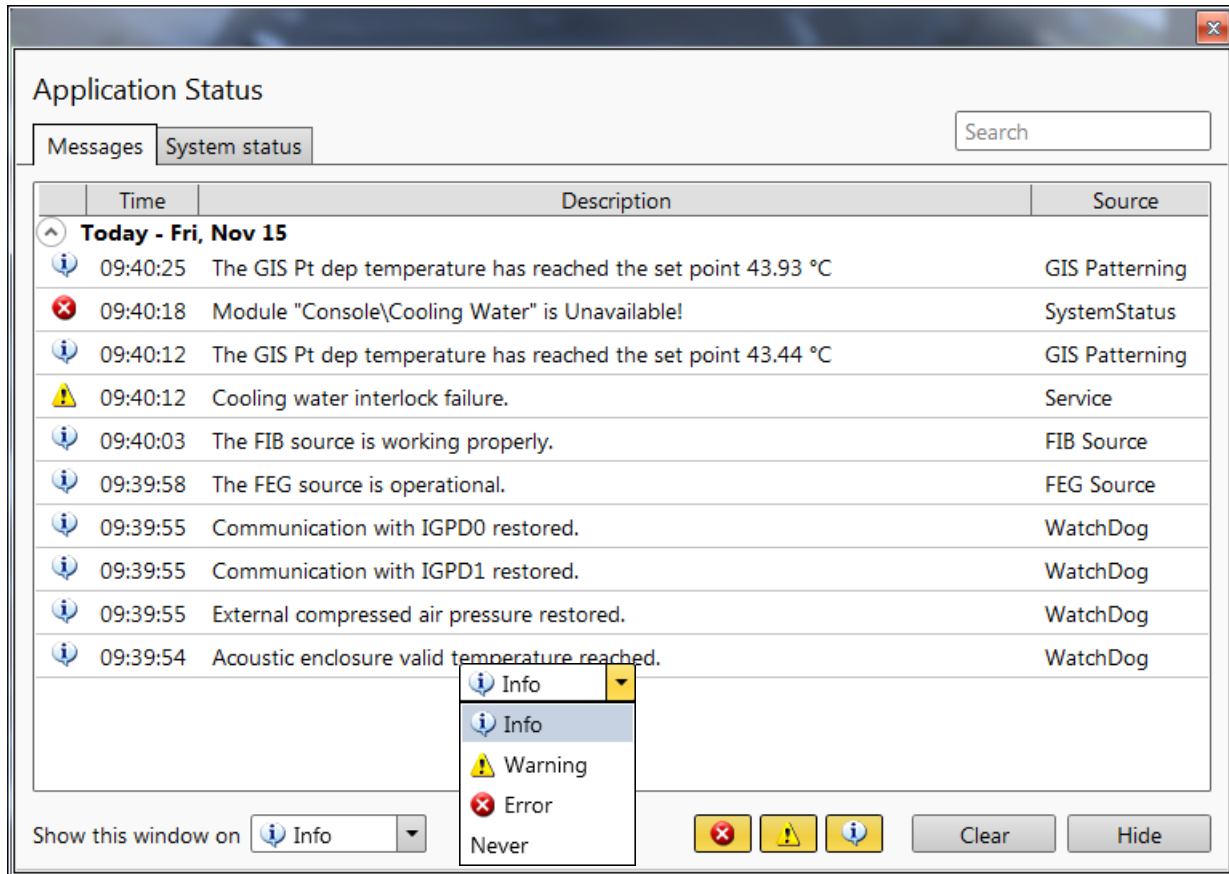 Application Status
Search
Messages System status
Time Description Source
Today - Fri, Nov 15
09:40:25 The GIS Pt dep temperature has reached the set point 43.93 °C GIS Patterning
09:40:18 Module "Console\Cooling Water" is Unavailable! SystemStatus
09:40:12 The GIS Pt dep temperature has reached the set point 43.44 °C GIS Patterning
09:40:12 Cooling water interlock failure. Service
09:40:03 The FIB source is working properly. FIB Source
09:39:58 The FEG source is operational. FEG Source
09:39:55 Communication with IGPD0 restored. WatchDog
09:39:55 Communication with IGPD1 restored. WatchDog
09:39:55 External compressed air pressure restored. WatchDog
09:39:54 Acoustic enclosure valid temperature reached. WatchDog
Info
Info
Warning
Error
Never
Show this window on Info Clear Hide